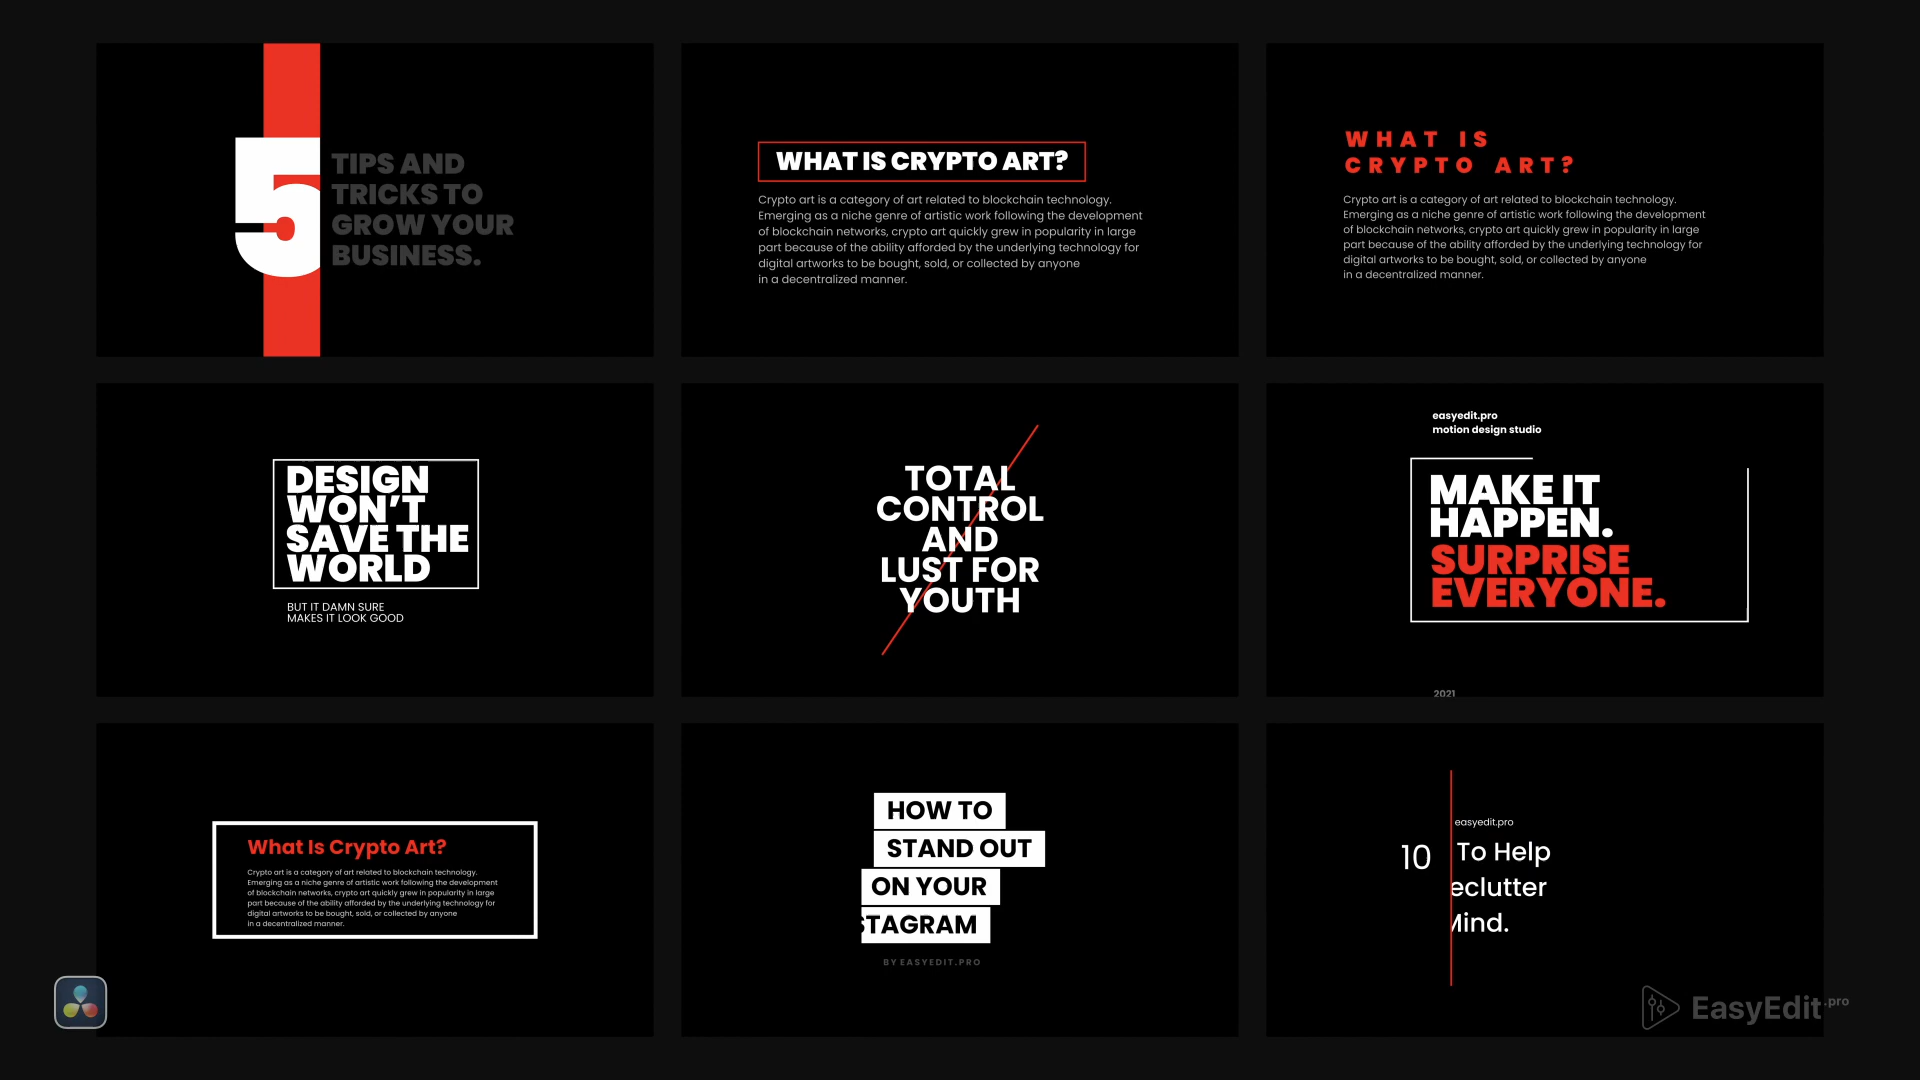 5
TIPS AND
TRICKS TO
GROW YOUR
BUSINESS.
WHAT IS CRYPTO ART?
Crypto art is a category of art related to blockchain technology.
Emerging as a niche genre of artistic work following the development
of blockchain networks, crypto art quickly grew in popularity in large
part because of the ability afforded by the underlying technology for
digital artworks to be bought, sold, or collected by anyone
in a decentralized manner.
WHAT IS
CRYPTO ART?
Crypto art is a category of art related to blockchain technology.
Emerging as a niche genre of artistic work following the development
of blockchain networks, crypto art quickly grew in popularity in large
part because of the ability afforded by the underlying technology for
digital artworks to be bought, sold, or collected by anyone
in a decentralized manner.
DESIGN
WON’T
SAVE THE
WORLD
BUT IT DAMN SURE
MAKES IT LOOK GOOD
TOTAL
CONTROL
AND
LUST FOR
YOUTH
easyedit.pro
motion design studio
MAKE IT
HAPPEN.
SURPRISE
EVERYONE.
2021
What Is Crypto Art?
Crypto art is a category of art related to blockchain technology.
Emerging as a niche genre of artistic work following the development
of blockchain networks, crypto art quickly grew in popularity in large
part because of the ability afforded by the underlying technology for
digital artworks to be bought, sold, or collected by anyone
in a decentralized manner.
HOW TO
STAND OUT
ON YOUR
STAGRAM
BY EASYEDIT.PRO
easyedit.pro
10
To Help
eclutter
Mind.
EasyEdit.pro